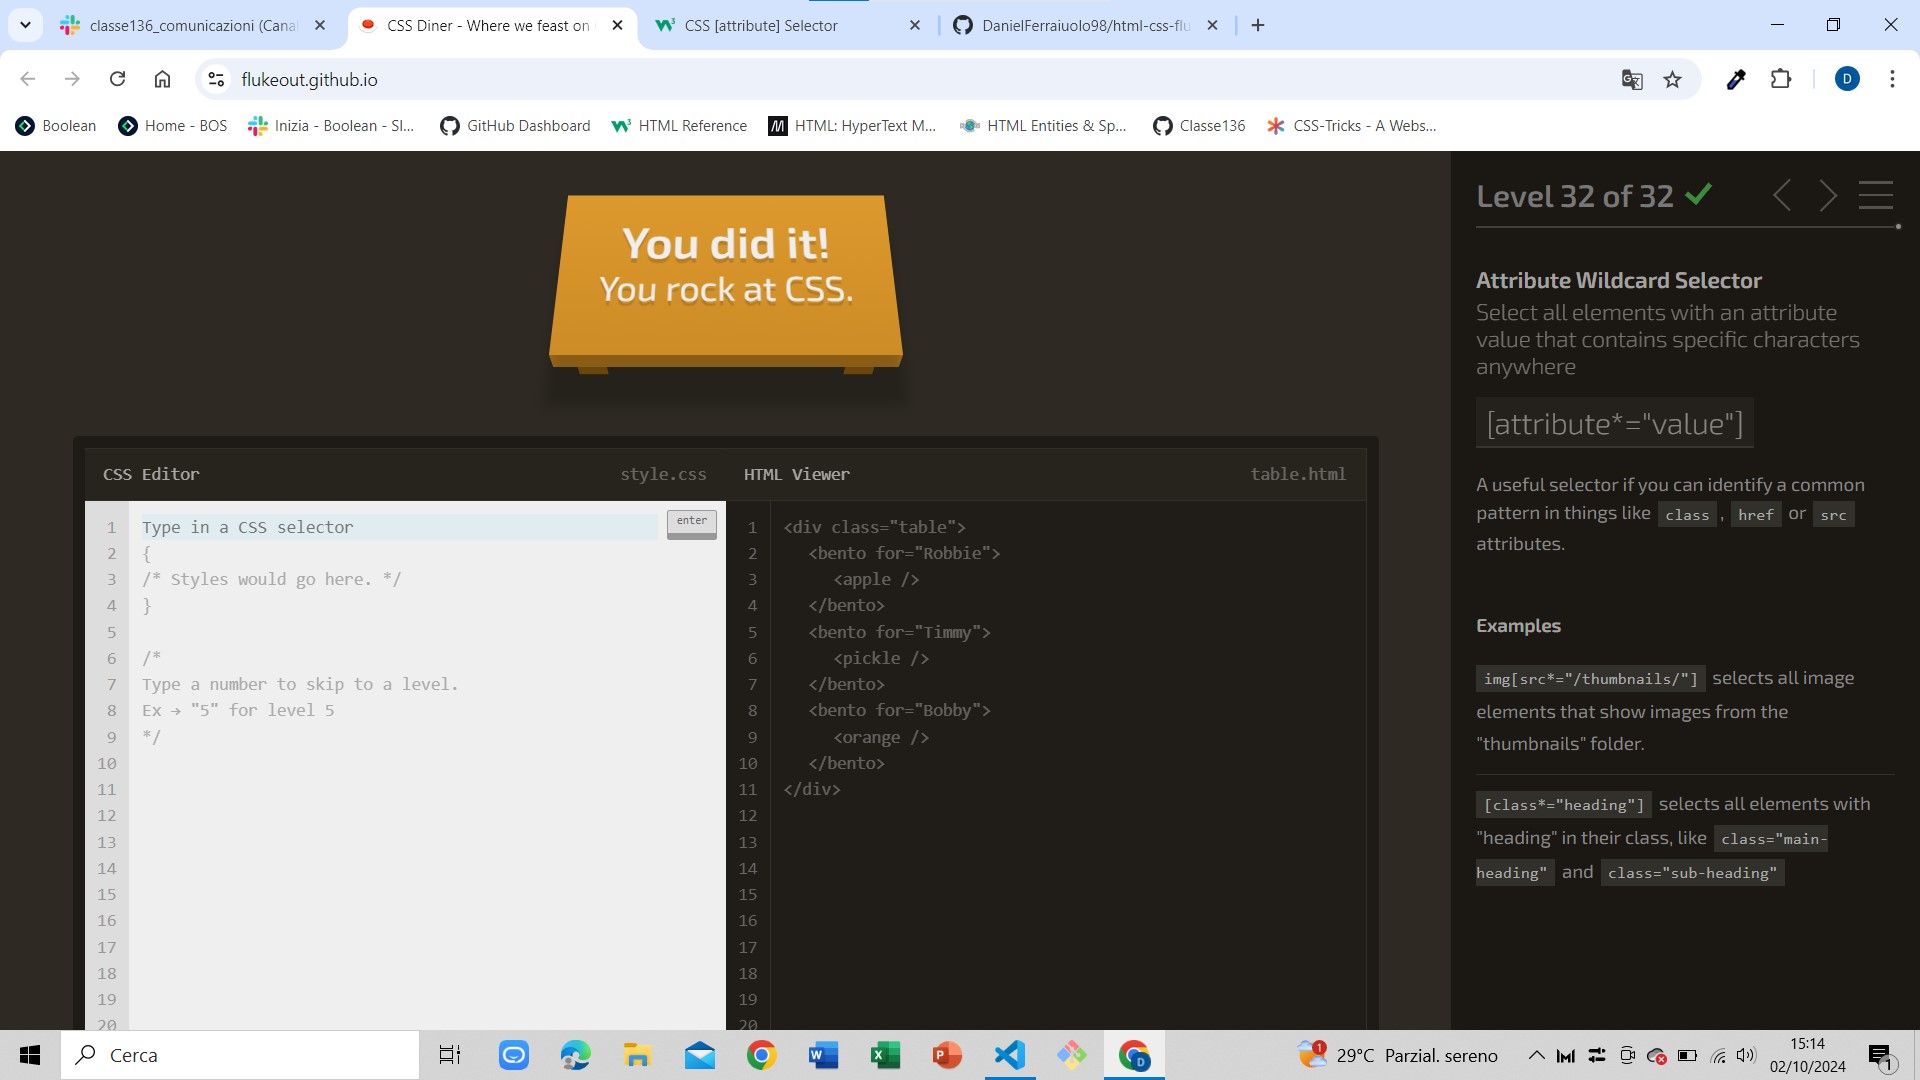 classe136_comunicazioni (Cana
CSS Diner - Where we feast on
CSS [attribute] Selector
DanielFerraiuolo98/html-css-flu
flukeout.github.io
D
Boolean
Home - BOS
Inizia - Boolean - Sl...
GitHub Dashboard
HTML Reference
HTML: HyperText M...
HTML Entities & Sp...
Classe136
CSS-Tricks - A Webs...
You did it!
You rock at CSS.
CSS Editor
style.css
HTML Viewer
table.html
1 Type in a CSS selector
enter
2 {
3 /* Styles would go here. */
4 }
5
6 /*
7 Type a number to skip to a level.
8 Ex → "5" for level 5
9 */
10
11
12
13
14
15
16
17
18
19
20
1 <div class="table">
2 <bento for="Robbie">
3 <apple />
4 </bento>
5 <bento for="Timmy">
6 <pickle />
7 </bento>
8 <bento for="Bobby">
9 <orange />
10 </bento>
11 </div>
12
13
14
15
16
17
18
19
20
Level 32 of 32
Attribute Wildcard Selector
Select all elements with an attribute
value that contains specific characters
anywhere
[attribute*="value"]
A useful selector if you can identify a common
pattern in things like class , href or src
attributes.
Examples
img[src*="/thumbnails/"] selects all image
elements that show images from the
"thumbnails" folder.
[class*="heading"] selects all elements with
"heading" in their class, like class="main-
heading" and class="sub-heading"
Cerca
1
29°C Parzial. sereno
15:14
02/10/2024
1